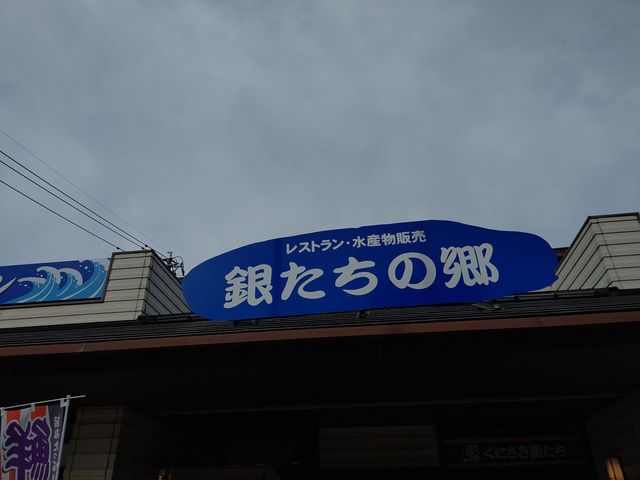 レストラン・水産物販売
銀たちの郷
くにさき銀たち